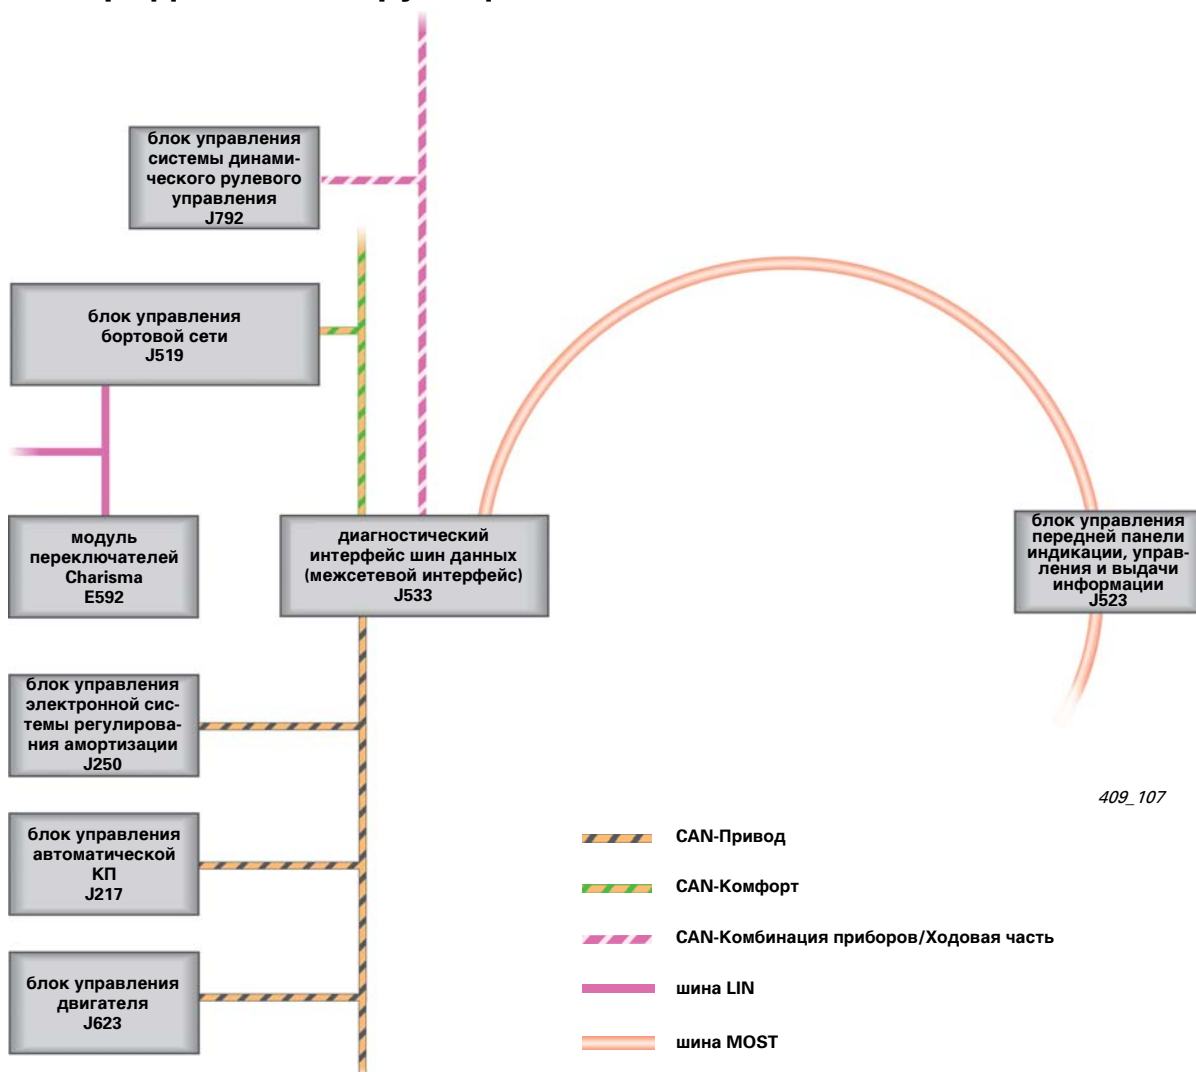 блок управления
системы динами-
ческого рулевого
управления
J792
блок управления
бортовой сети
J519
модуль
переключателей
Charisma
E592
диагностический
интерфейс шин данных
(межсетевой интерфейс)
J533
блок управления
передней панели
индикации, управ-
ления и выдачи
информации
J523
блок управления
электронной сис-
темы регулирова-
ния амортизации
J250
блок управления
автоматической
КП
J217
блок управления
двигателя
J623
409_107
CAN-Привод
CAN-Комфорт
CAN-Комбинация приборов/Ходовая часть
шина LIN
шина MOST